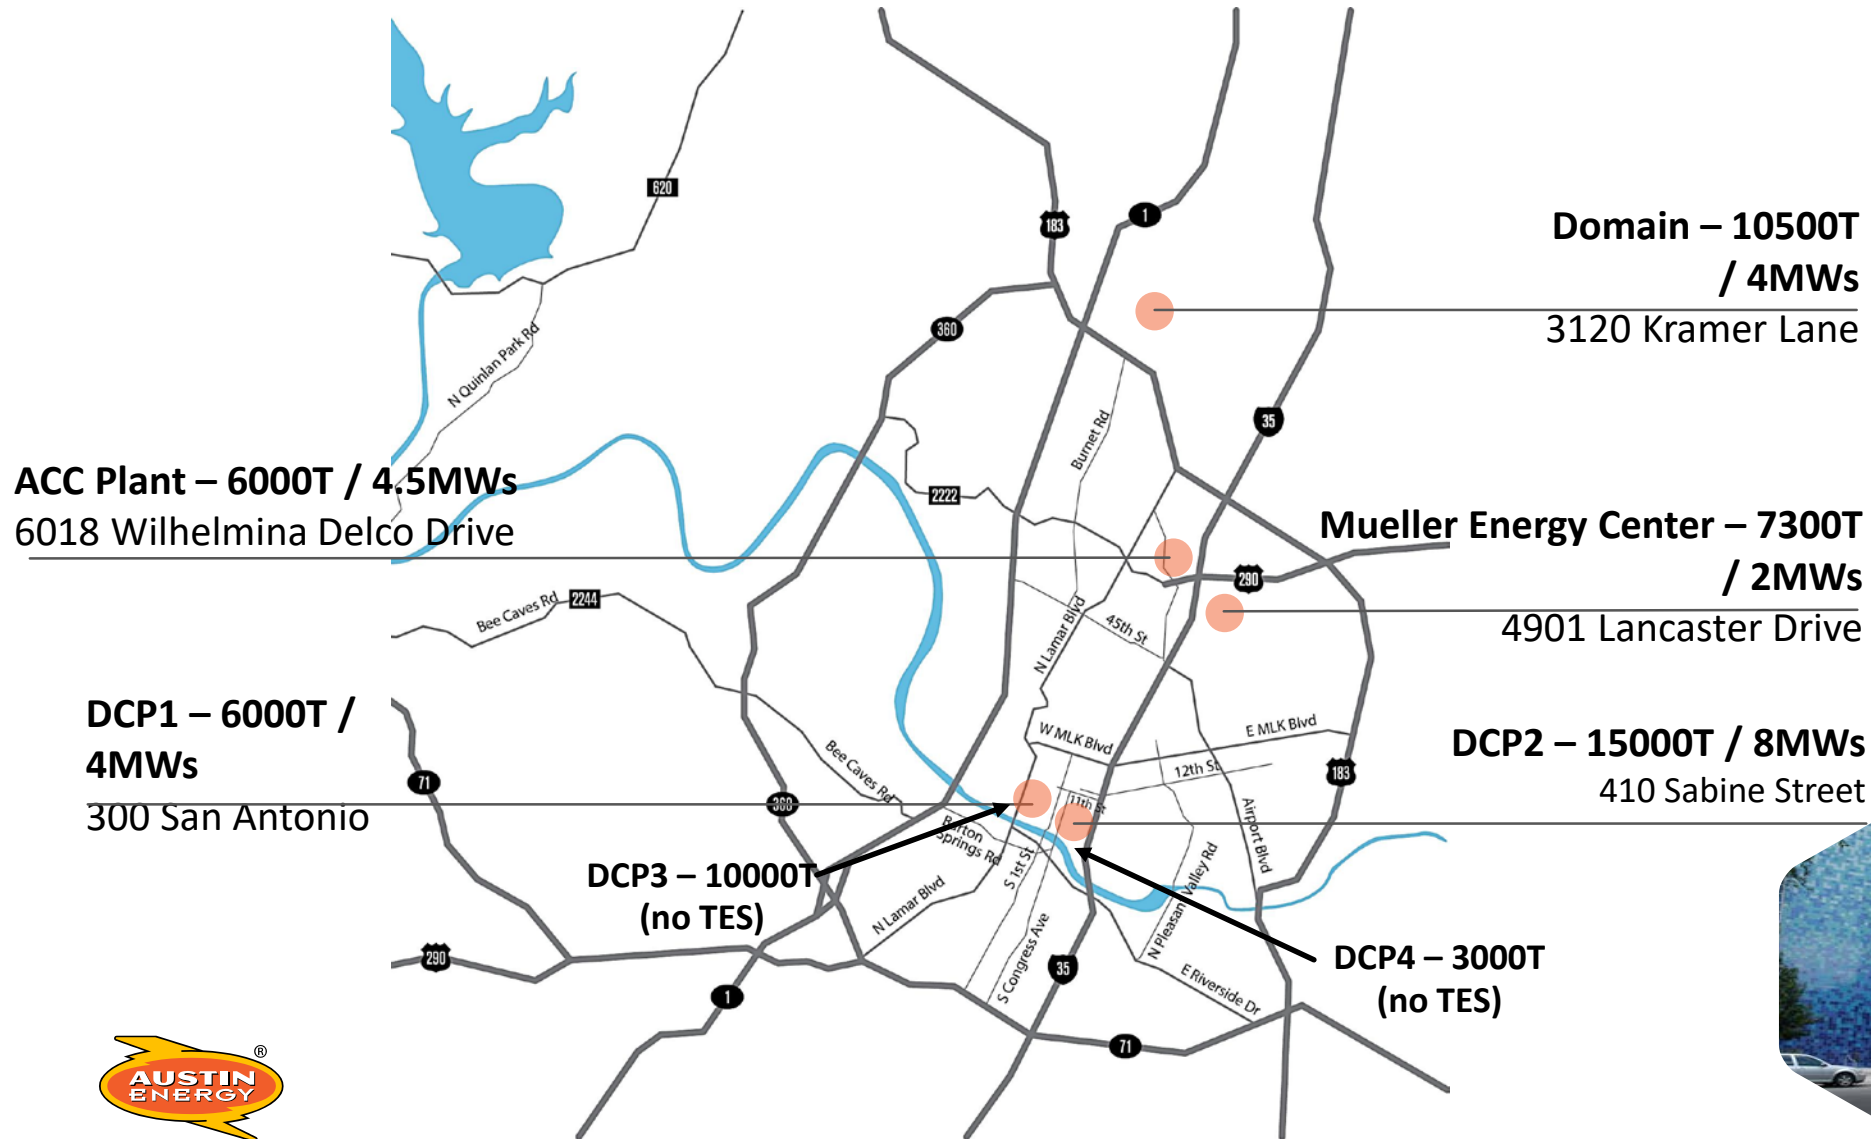 620
183
1
Domain – 10500T
/ 4MWs
3120 Kramer Lane
360
N Quinlan Park Rd
35
Burnet Rd
ACC Plant – 6000T / 4.5MWs
6018 Wilhelmina Delco Drive
2222
Mueller Energy Center – 7300T
/ 2MWs
4901 Lancaster Drive
290
Bee Caves Rd
2244
N Lamar Blvd
45th St
DCP1 – 6000T /
4MWs
300 San Antonio
W MLK Blvd
E MLK Blvd
DCP2 – 15000T / 8MWs
410 Sabine Street
12th St
183
71
Bee Caves Rd
360
11th St
Airport Blvd
Barton
Springs Rd
S 1st St
DCP3 – 10000T
(no TES)
N Lamar Blvd
N Pleasant Valley Rd
S Congress Ave
290
35
DCP4 – 3000T
(no TES)
E Riverside Dr
1
71
AUSTIN
ENERGY
®